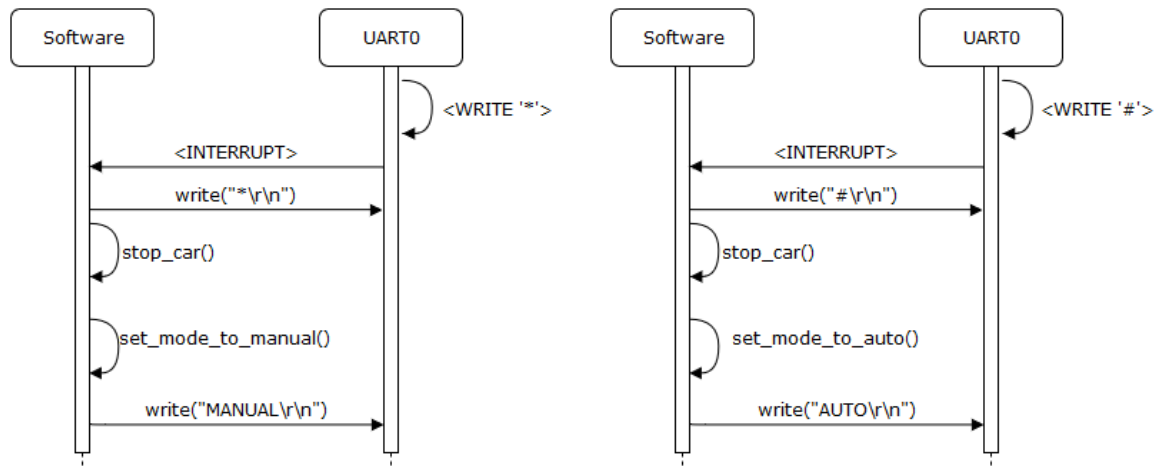 Software
UART0
<WRITE '*'>
<INTERRUPT>
write("*\r\n")
stop_car()
set_mode_to_manual()
write("MANUAL\r\n")
Software
UART0
<WRITE '#'>
<INTERRUPT>
write("#\r\n")
stop_car()
set_mode_to_auto()
write("AUTO\r\n")